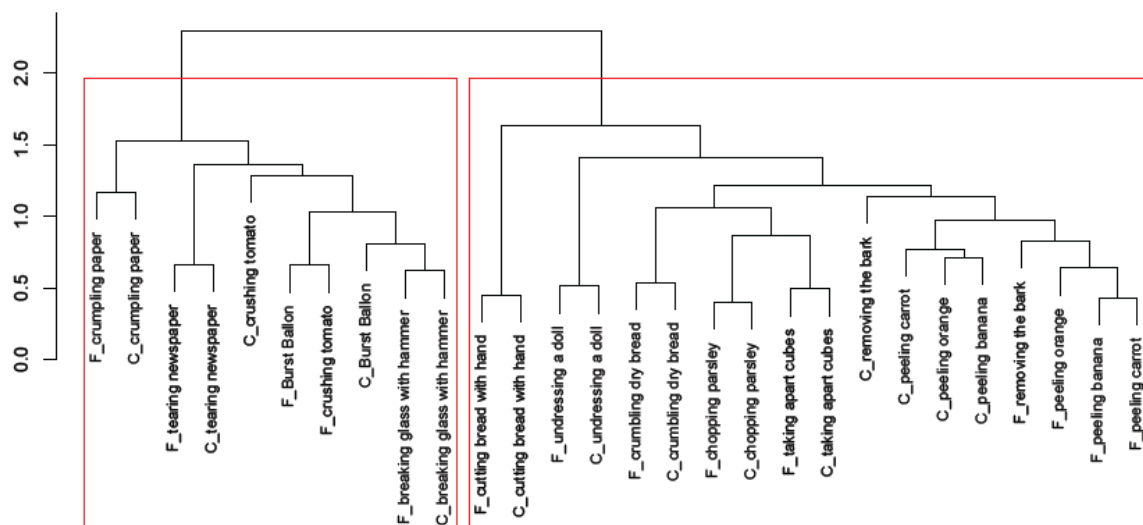 2.0
1.5
1.0
0.5
0.0
F_crumpling paper
C_crumpling paper
F_tearing newspaper
C_tearing newspaper
C_crushing tomato
F_Burst Ballon
F_crushing tomato
C_Burst Ballon
F_breaking glass with hammer
C_breaking glass with hammer
F_cutting bread with hand
C_cutting bread with hand
F_undressing a doll
C_undressing a doll
F_crumbling dry bread
C_crumbling dry bread
F_chopping parsley
C_chopping parsley
F_taking apart cubes
C_taking apart cubes
C_removing the bark
C_peeling carrot
C_peeling orange
C_peeling banana
F_removing the bark
F_peeling orange
F_peeling banana
F_peeling carrot